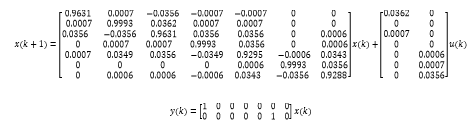 0.9631 0.0007 −0.0356 −0.0007 −0.0007 0 0 0.0362 0
0.0007 0.9993 0.0362 0.0007 0.0007 0 0 0 0
0.0356 −0.0356 0.9631 0.0356 0.0356 0 0.0006 0.0007 0
x(k + 1) = 0 0.0007 0.0007 0.9993 0.0356 0 0.0006 x(k) + 0 0 u(k)
0.0007 0.0349 0.0356 −0.0349 0.9295 −0.0006 0.0343 0 0.0006
0 0 0 0 0.0006 0.9993 0.0356 0 0.0007
0 0.0006 0.0006 −0.0006 0.0343 −0.0356 0.9288 0 0.0356
y(k) = [1 0 0 0 0 0 0
0 0 0 0 0 1 0] x(k)